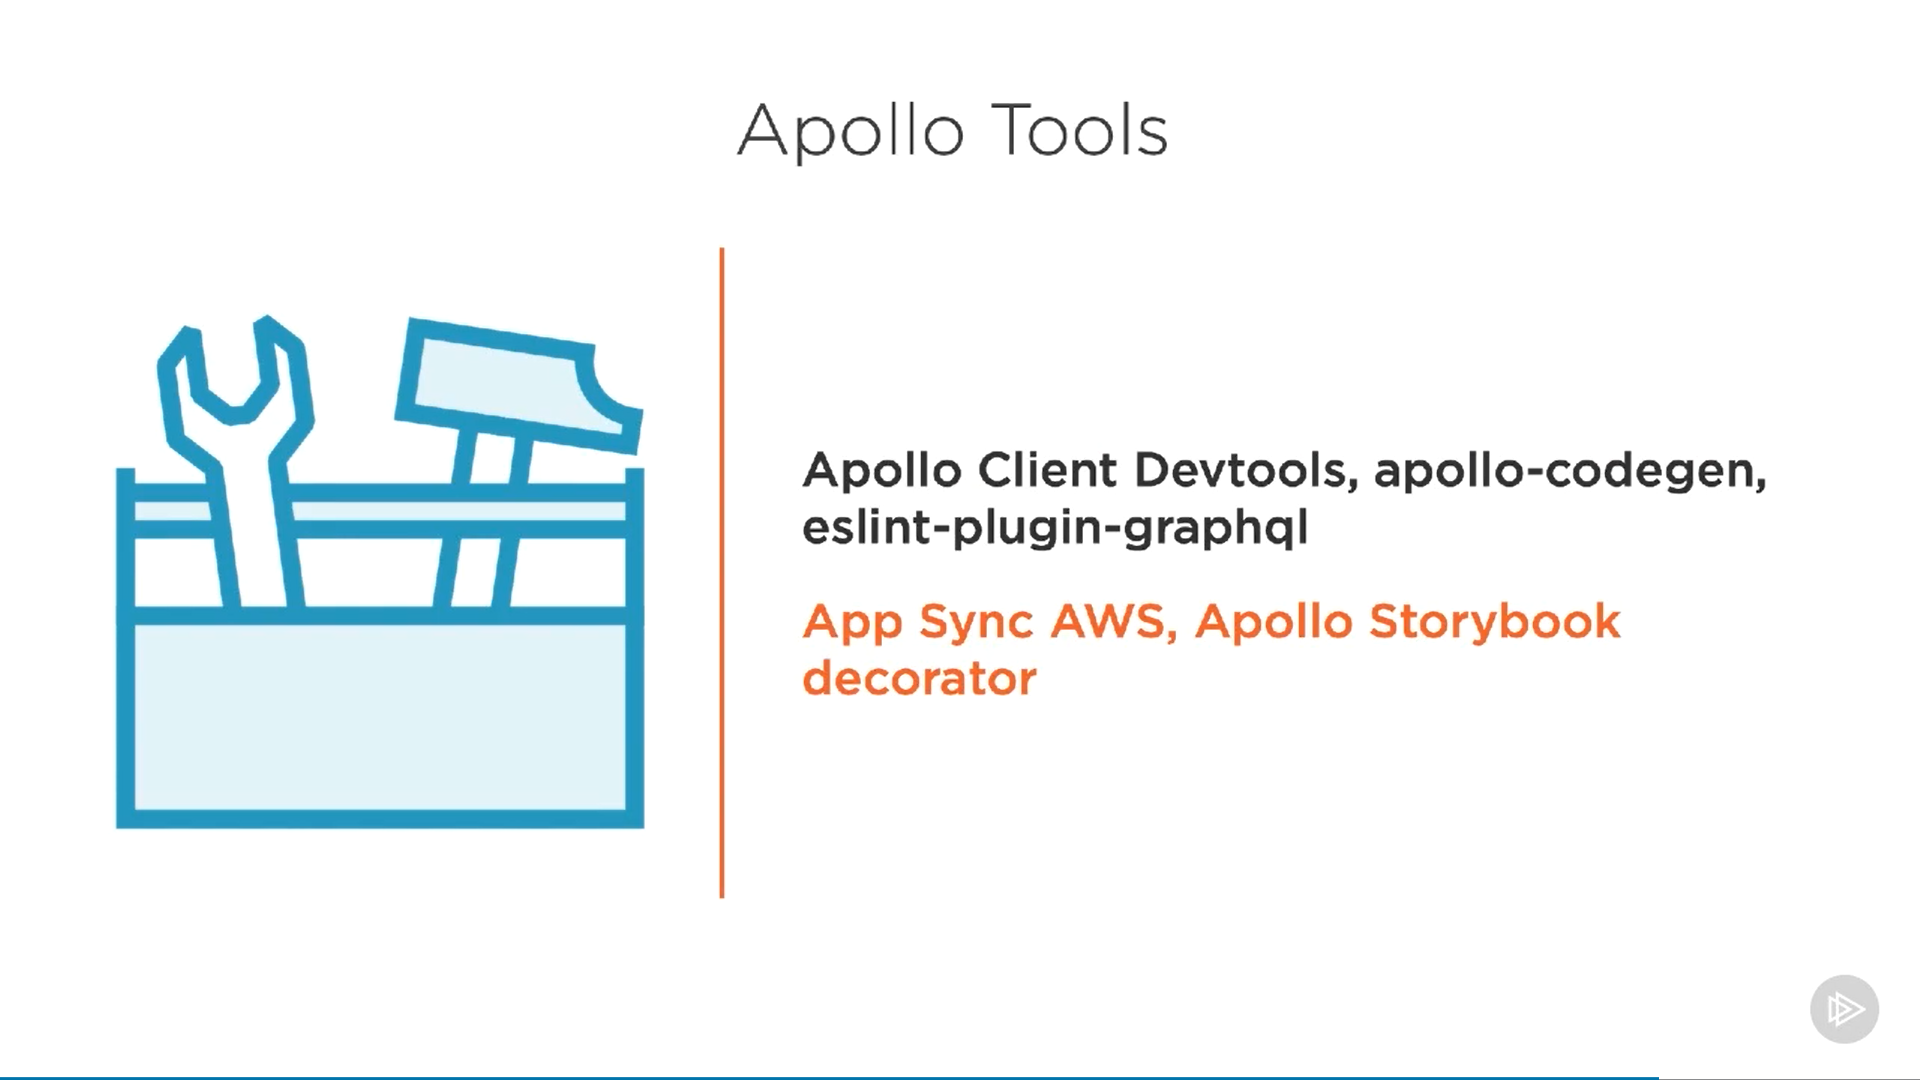 Apollo Tools
Apollo Client Devtools, apollo-codegen,
eslint-plugin-graphql
App Sync AWS, Apollo Storybook
decorator